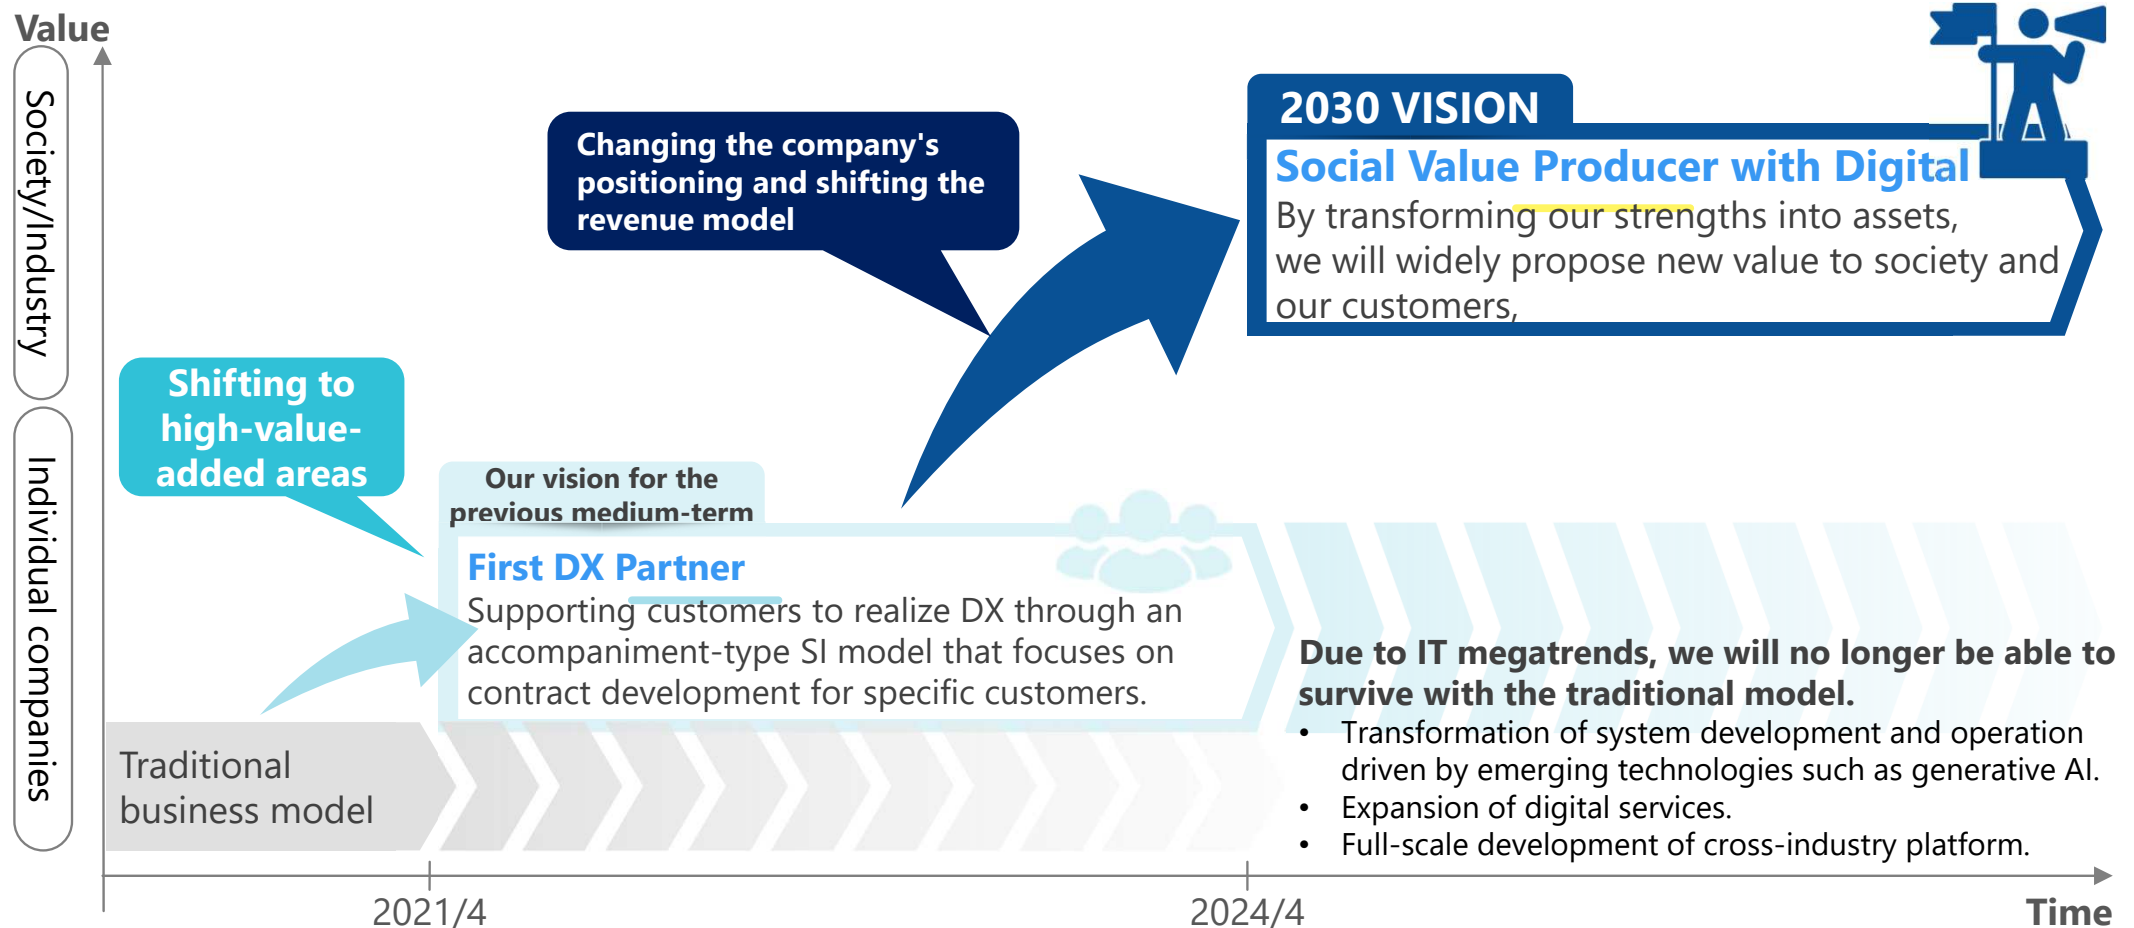 Value
Society/Industry
Individual companies
2030 VISION
Social Value Producer with Digital
By transforming our strengths into assets,
we will widely propose new value to society and
our customers,
Changing the company's
positioning and shifting the
revenue model
Shifting to
high-value-
added areas
Our vision for the
previous medium-term
First DX Partner
Supporting customers to realize DX through an
accompaniment-type SI model that focuses on
contract development for specific customers.
Due to IT megatrends, we will no longer be able to
survive with the traditional model.
• Transformation of system development and operation
driven by emerging technologies such as generative AI.
• Expansion of digital services.
• Full-scale development of cross-industry platform.
Traditional
business model
2021/4
2024/4
Time